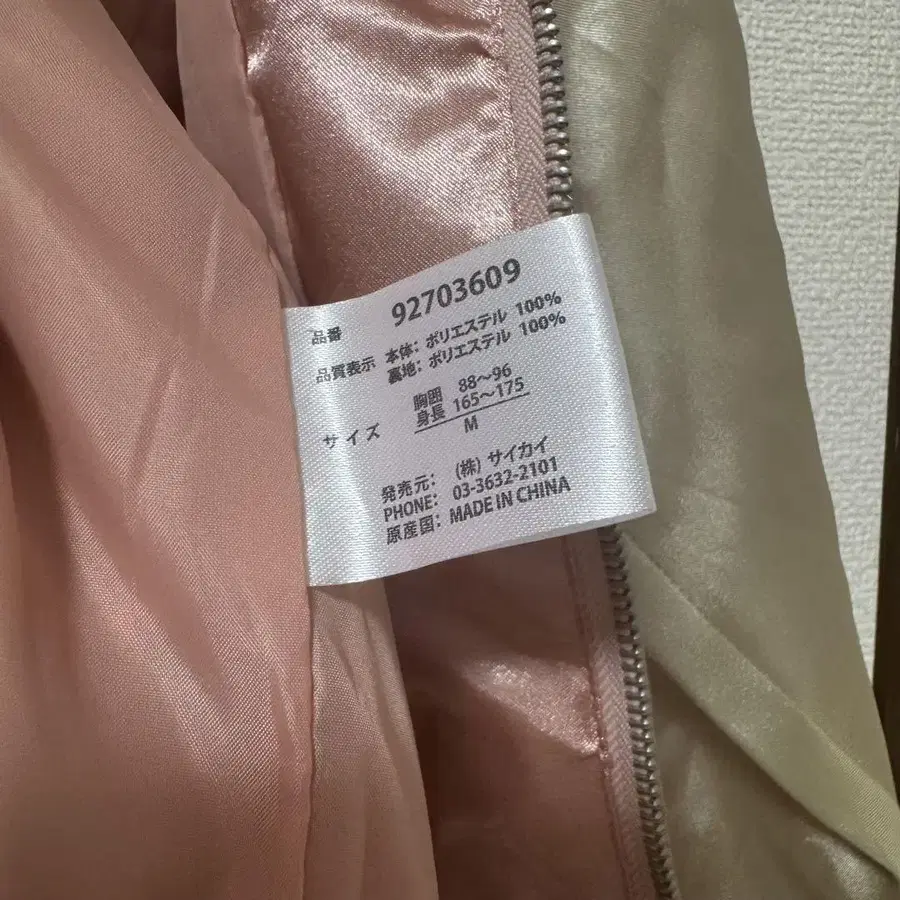 品番 92703609
品質表示 本体: ポリエステル 100%
裏地: ポリエステル 100%
サイズ 胸囲 88～96
身長 165～175
M
発売元: (株) サイカイ
PHONE: 03-3632-2101
原産国: MADE IN CHINA